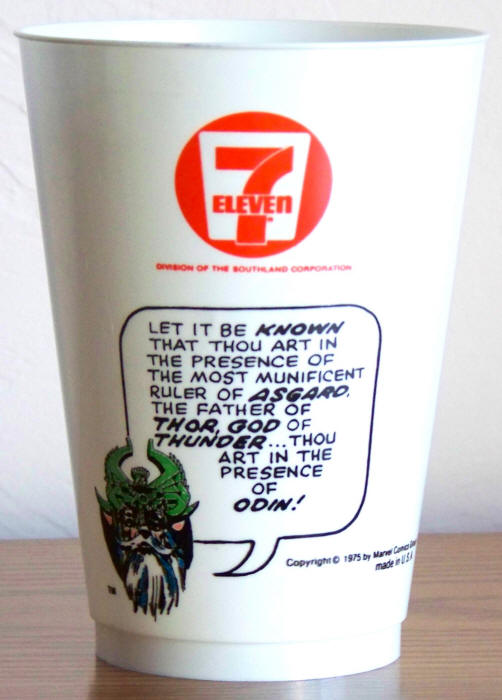 7
ELEVEn
TM
DIVISION OF THE SOUTHLAND CORPORATION
LET IT BE KNOWN
THAT THOU ART IN
THE PRESENCE OF
THE MOST MUNIFICENT
RULER OF ASGARD,
THE FATHER OF
THOR, GOD OF
THUNDER...THOU
ART IN THE
PRESENCE
OF
ODIN!
TM
Copyright © 1975 by Marvel Comics
made in U.S.A